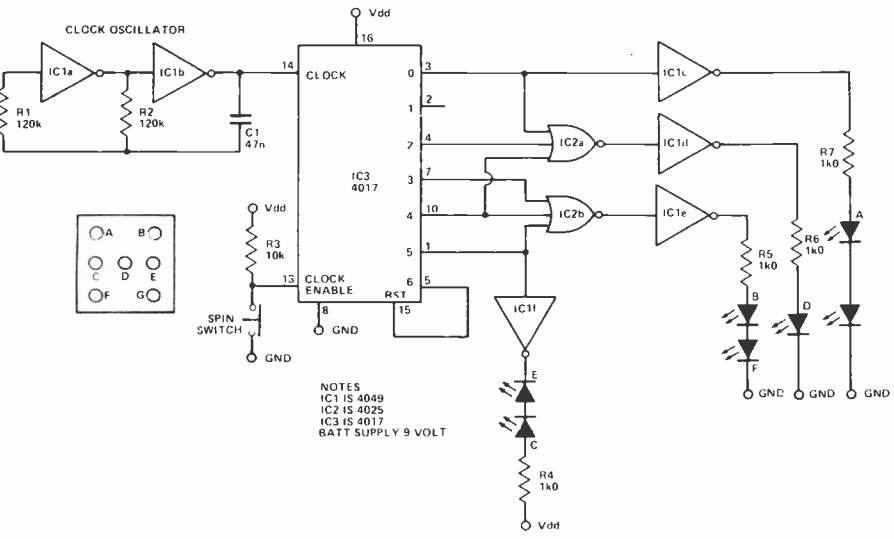 CLOCK OSCILLATOR
Vdd
16
IC1a
IC1b
R1
120k
R2
120k
C1
47n
14
CLOCK
0
3
1
2
2
4
3
7
4
10
5
1
6
5
IC3
4017
13
CLOCK
ENABLE
RST
8
15
GND
Vdd
R3
10k
SPIN
SWITCH
GND
A
B
C
D
E
F
G
IC2a
IC2b
IC1c
IC1d
IC1e
IC1f
R7
1k0
A
R6
1k0
D
R5
1k0
B
F
GND
GND
GND
E
C
R4
1k0
Vdd
NOTES
IC1 IS 4049
IC2 IS 4025
IC3 IS 4017
BATT SUPPLY 9 VOLT